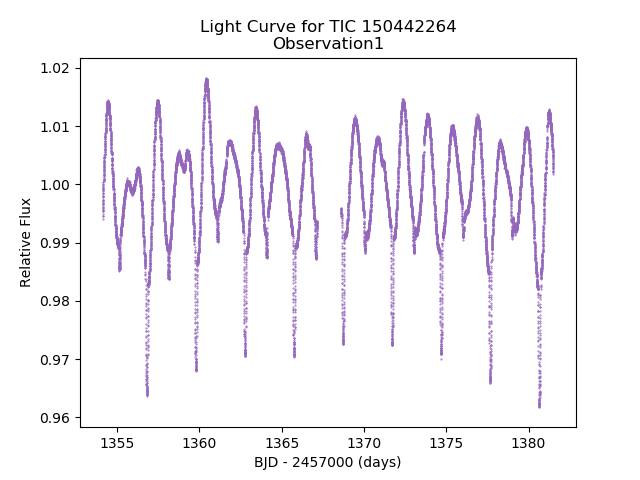 Light Curve for TIC 150442264
Observation1
Relative Flux
1.02
1.01
1.00
0.99
0.98
0.97
0.96
1355 1360 1365 1370 1375 1380
BJD - 2457000 (days)